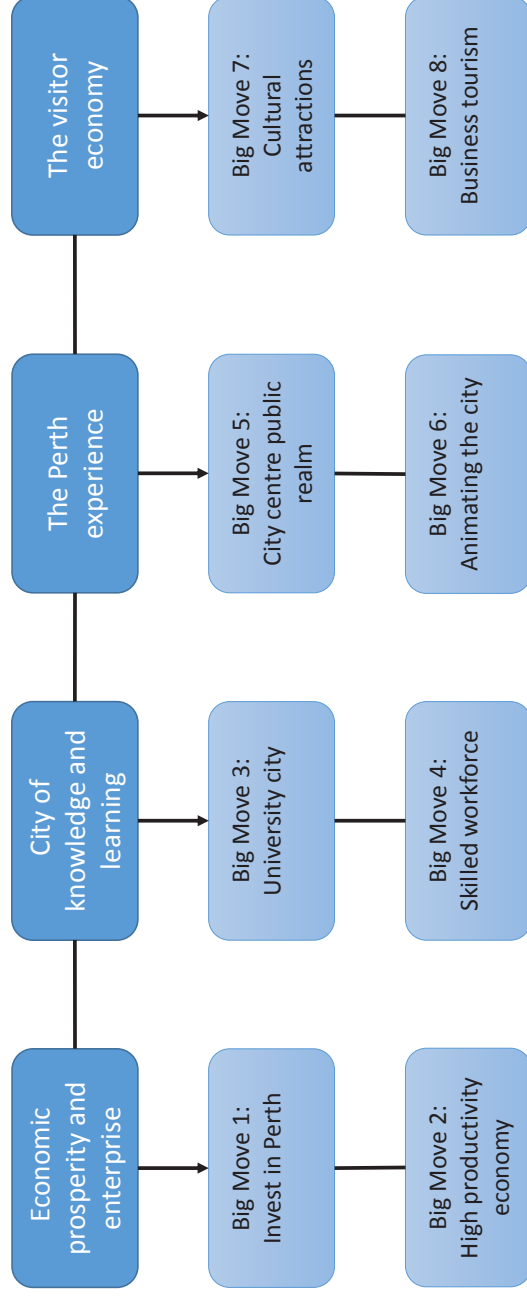 Economic
prosperity and
enterprise
City of
knowledge and
learning
The Perth
experience
The visitor
economy
Big Move 1:
Invest in Perth
Big Move 3:
University city
Big Move 5:
City centre public
realm
Big Move 7:
Cultural
attractions
Big Move 2:
High productivity
economy
Big Move 4:
Skilled workforce
Big Move 6:
Animating the city
Big Move 8:
Business tourism